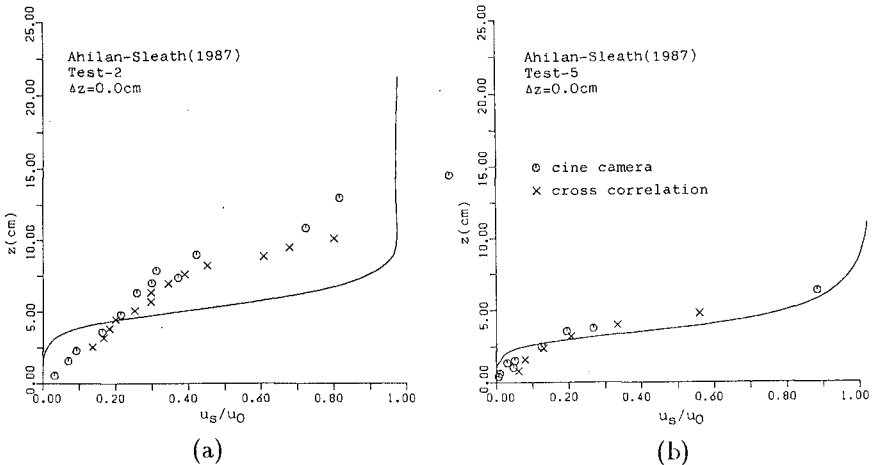 25.00
20.00
15.00
10.00
5.00
0.00
z(cm)
Ahilan-Sleath(1987)
Test-2
Δz=0.0cm
0.00 0.20 0.40 0.60 0.80 1.00
u_s/u_0
(a)
25.00
20.00
15.00
10.00
5.00
0.00
z(cm)
Ahilan-Sleath(1987)
Test-5
Δz=0.0cm
cine camera
cross correlation
0.00 0.20 0.40 0.60 0.80 1.00
u_s/u_0
(b)